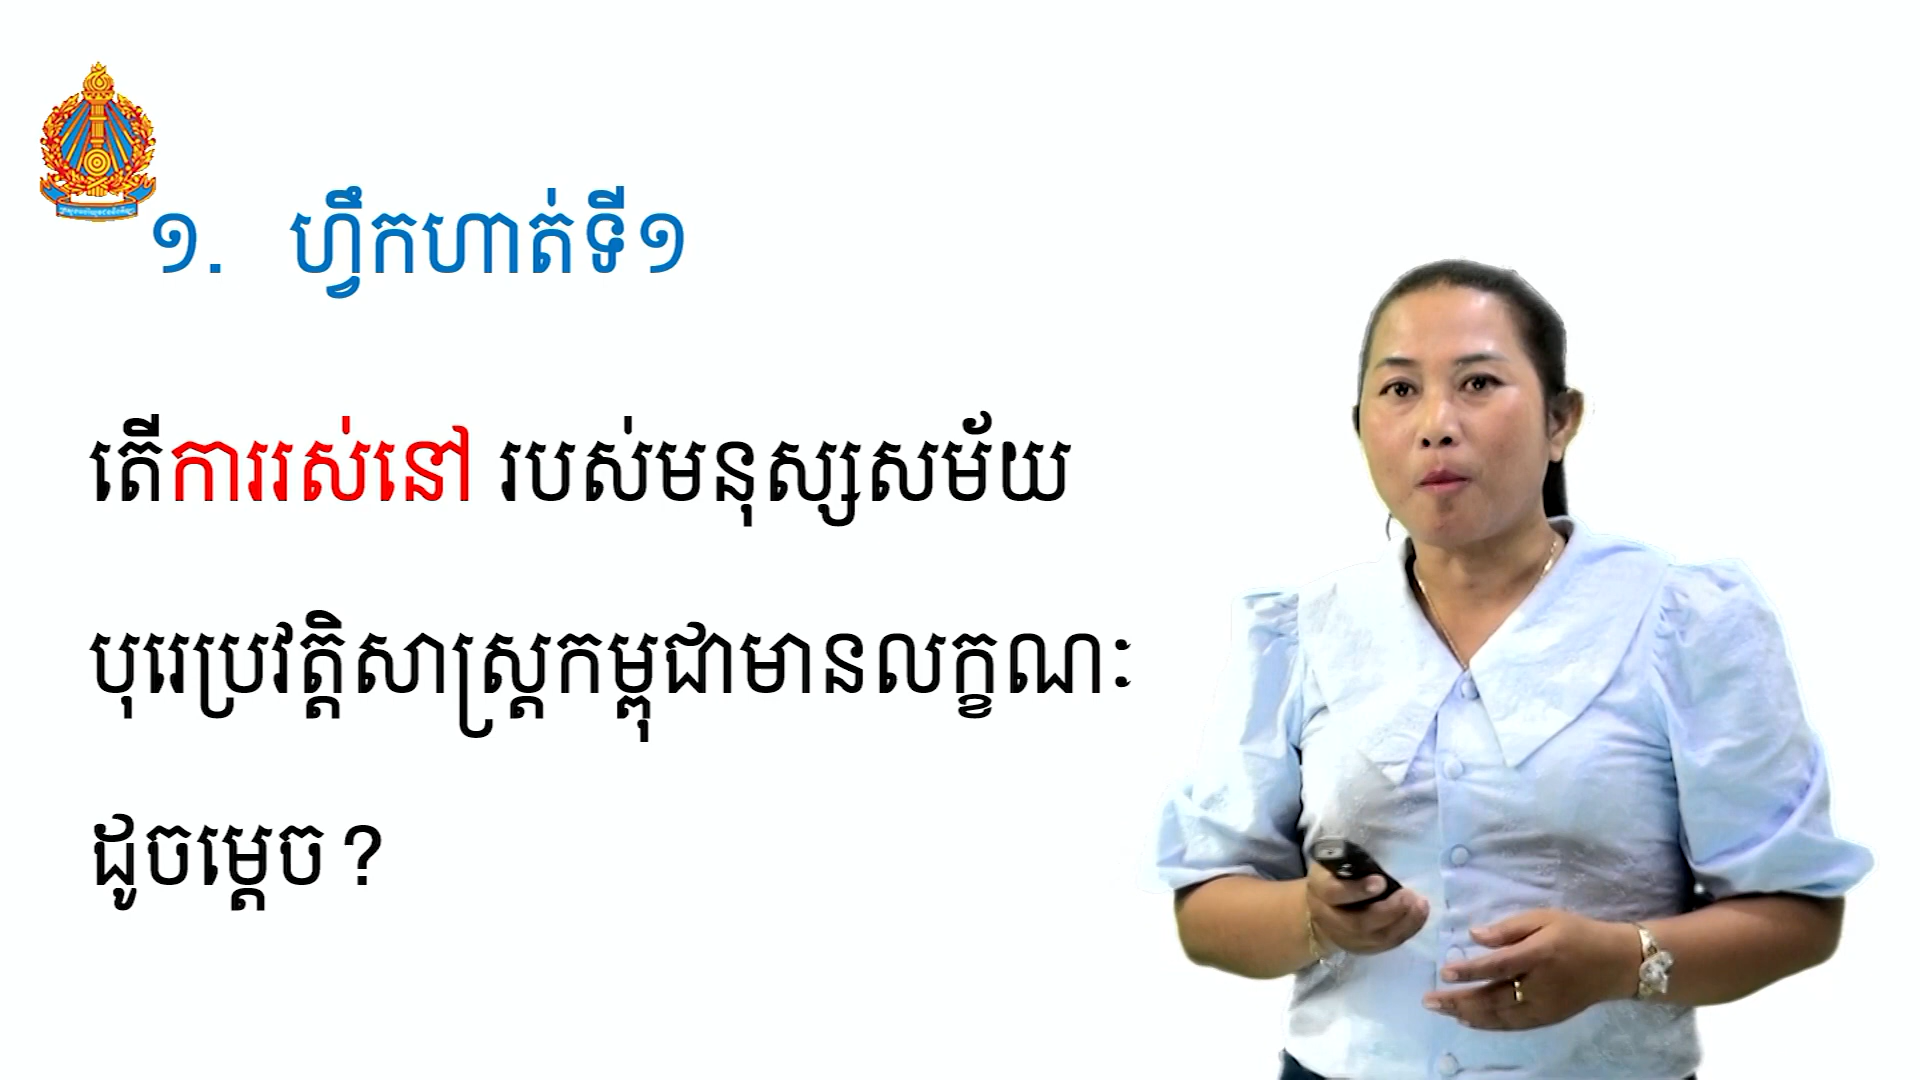 ១. ហ្វឹកហាត់ទី១
តើការរស់នៅ របស់មនុស្សសម័យ
បុរេប្រវត្តិសាស្ត្រកម្ពុជាមានលក្ខណៈ
ដូចម្តេច ?